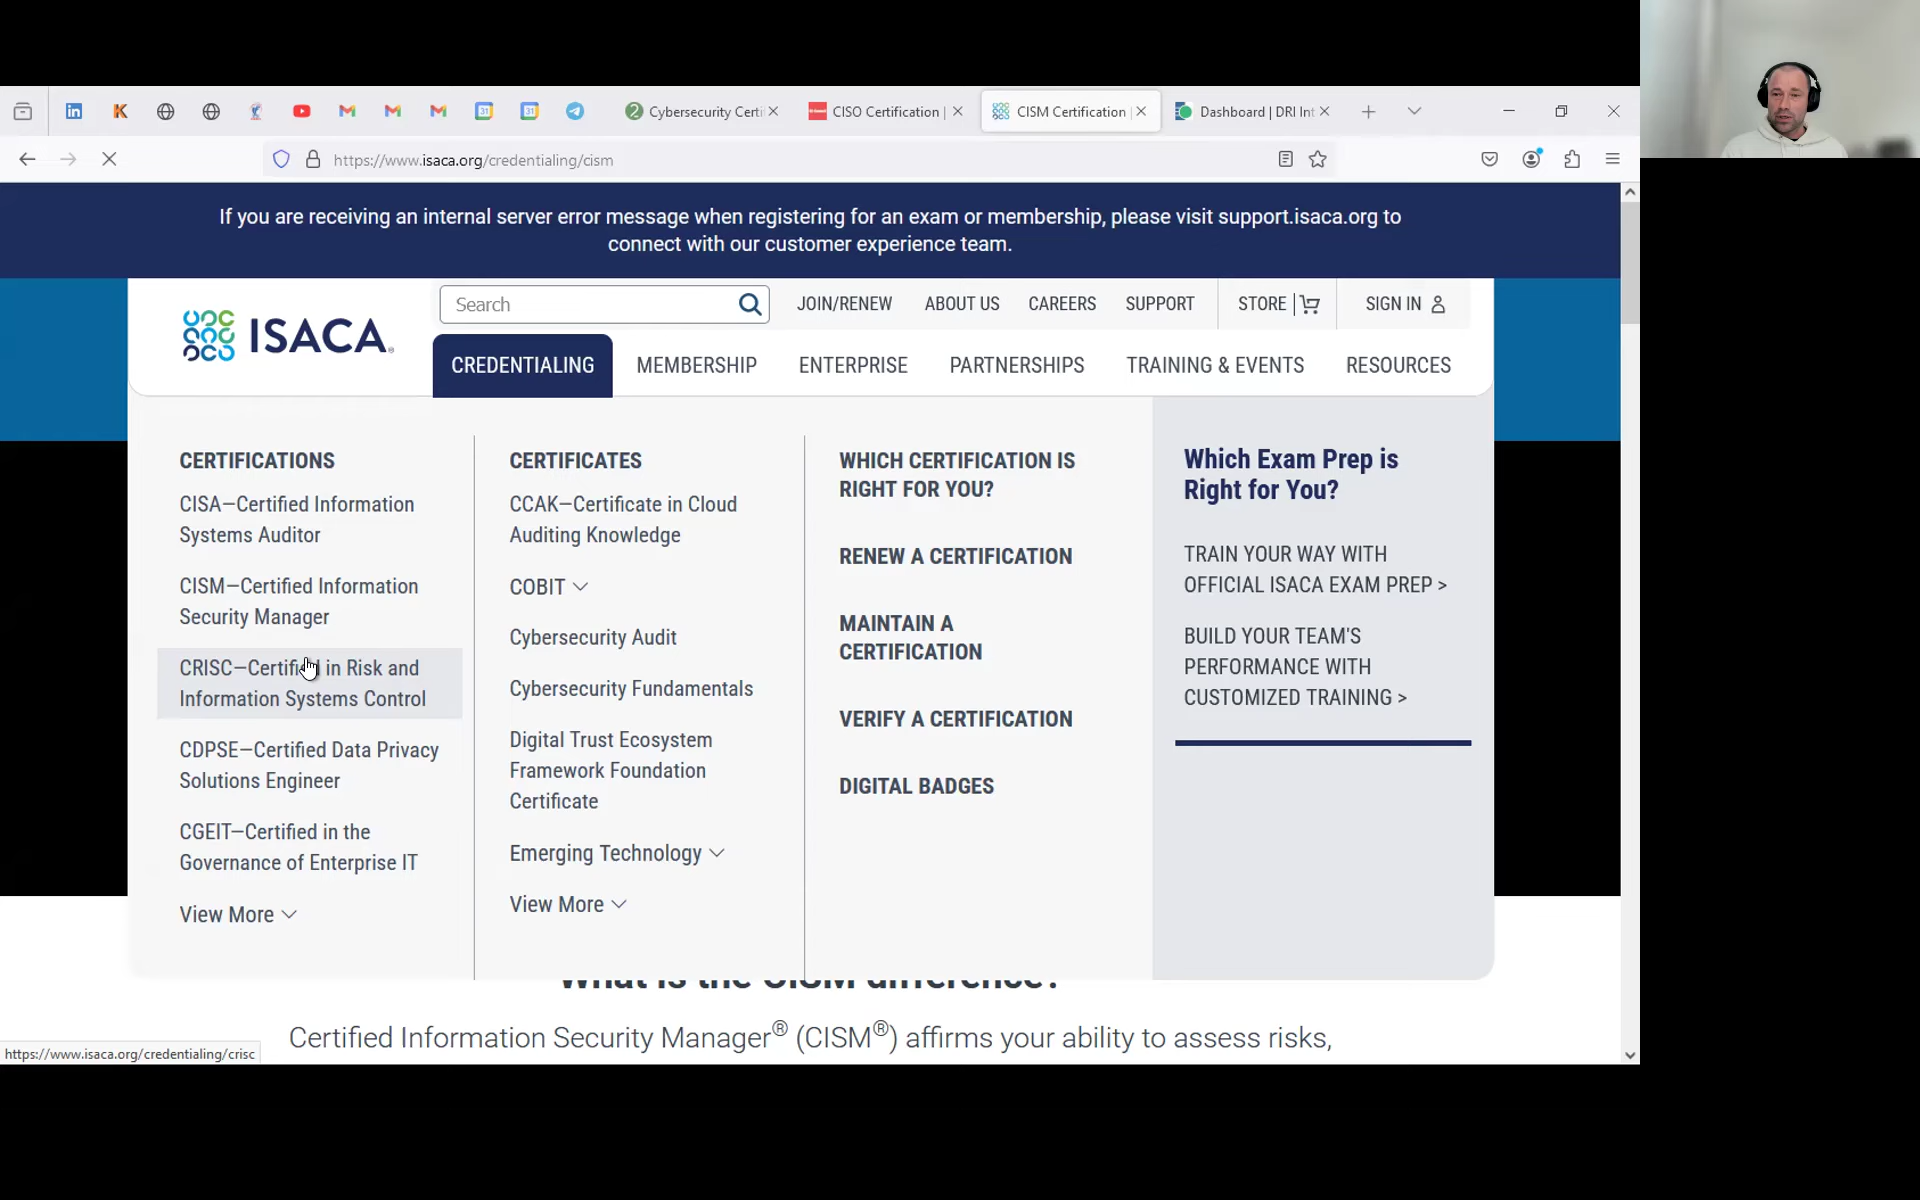 Cybersecurity Certi
CISO Certification |
CISM Certification |
Dashboard | DRI Int
https://www.isaca.org/credentialing/cism
If you are receiving an internal server error message when registering for an exam or membership, please visit support.isaca.org to
connect with our customer experience team.
ISACA®
Search
JOIN/RENEW
ABOUT US
CAREERS
SUPPORT
STORE
SIGN IN
CREDENTIALING
MEMBERSHIP
ENTERPRISE
PARTNERSHIPS
TRAINING & EVENTS
RESOURCES
CERTIFICATIONS
CISA—Certified Information
Systems Auditor
CISM—Certified Information
Security Manager
CRISC—Certified in Risk and
Information Systems Control
CDPSE—Certified Data Privacy
Solutions Engineer
CGEIT—Certified in the
Governance of Enterprise IT
View More
CERTIFICATES
CCAK—Certificate in Cloud
Auditing Knowledge
COBIT
Cybersecurity Audit
Cybersecurity Fundamentals
Digital Trust Ecosystem
Framework Foundation
Certificate
Emerging Technology
View More
WHICH CERTIFICATION IS
RIGHT FOR YOU?
RENEW A CERTIFICATION
MAINTAIN A
CERTIFICATION
VERIFY A CERTIFICATION
DIGITAL BADGES
Which Exam Prep is
Right for You?
TRAIN YOUR WAY WITH
OFFICIAL ISACA EXAM PREP >
BUILD YOUR TEAM'S
PERFORMANCE WITH
CUSTOMIZED TRAINING >
What is the CISM difference?
Certified Information Security Manager® (CISM®) affirms your ability to assess risks,
https://www.isaca.org/credentialing/crisc